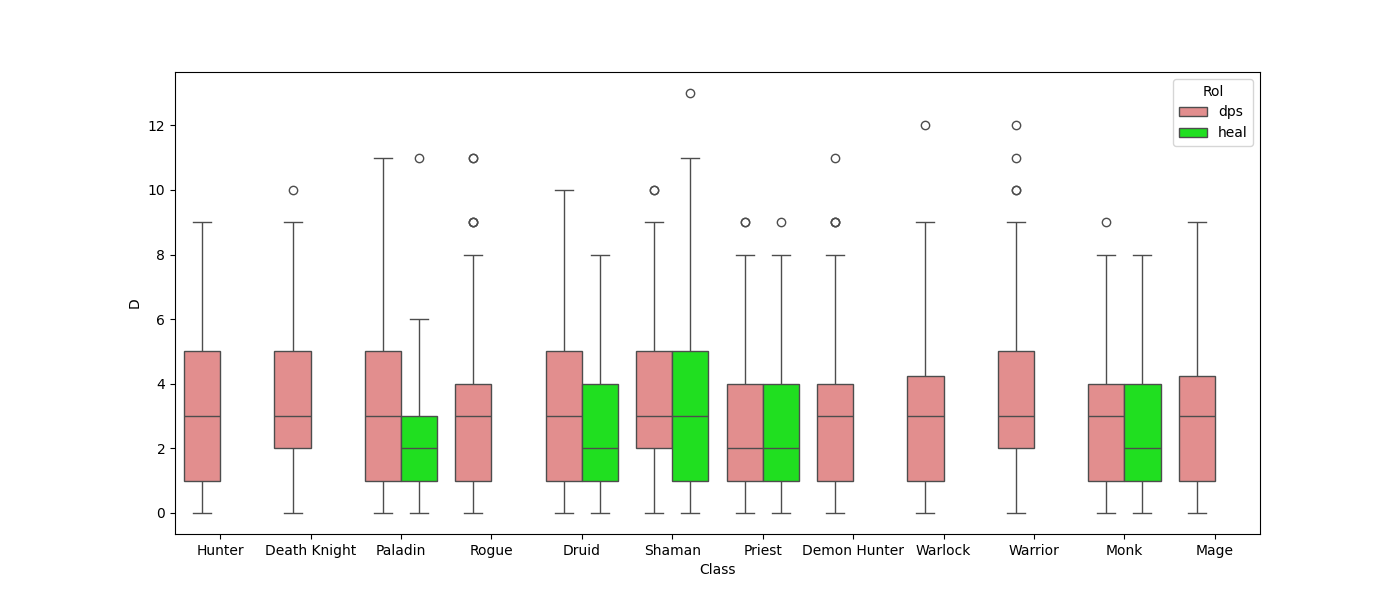 Rol
dps
heal
12
10
8
6
4
2
0
D
Hunter Death Knight Paladin Rogue Druid Shaman Priest Demon Hunter Warlock Warrior Monk Mage
Class